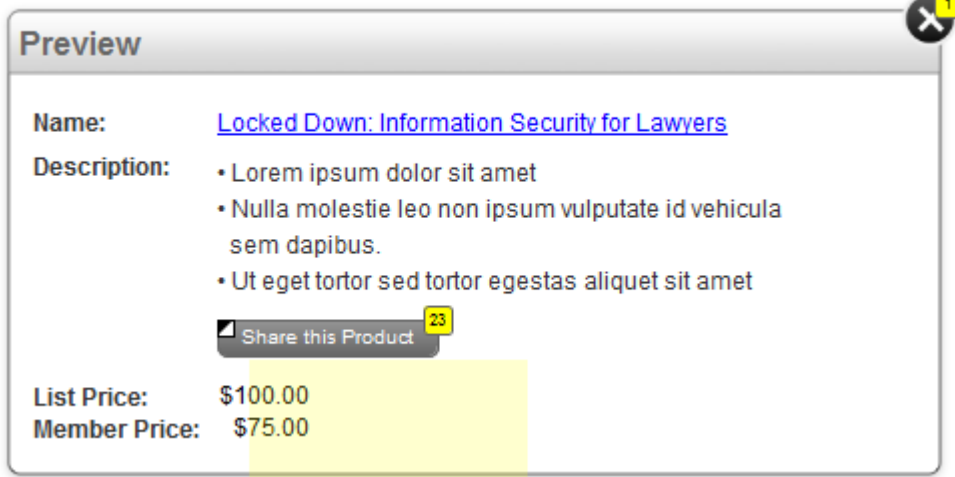 1
Preview
Name: Locked Down: Information Security for Lawyers
Description: • Lorem ipsum dolor sit amet
• Nulla molestie leo non ipsum vulputate id vehicula
sem dapibus.
• Ut eget tortor sed tortor egestas aliquet sit amet
Share this Product 23
List Price: $100.00
Member Price: $75.00